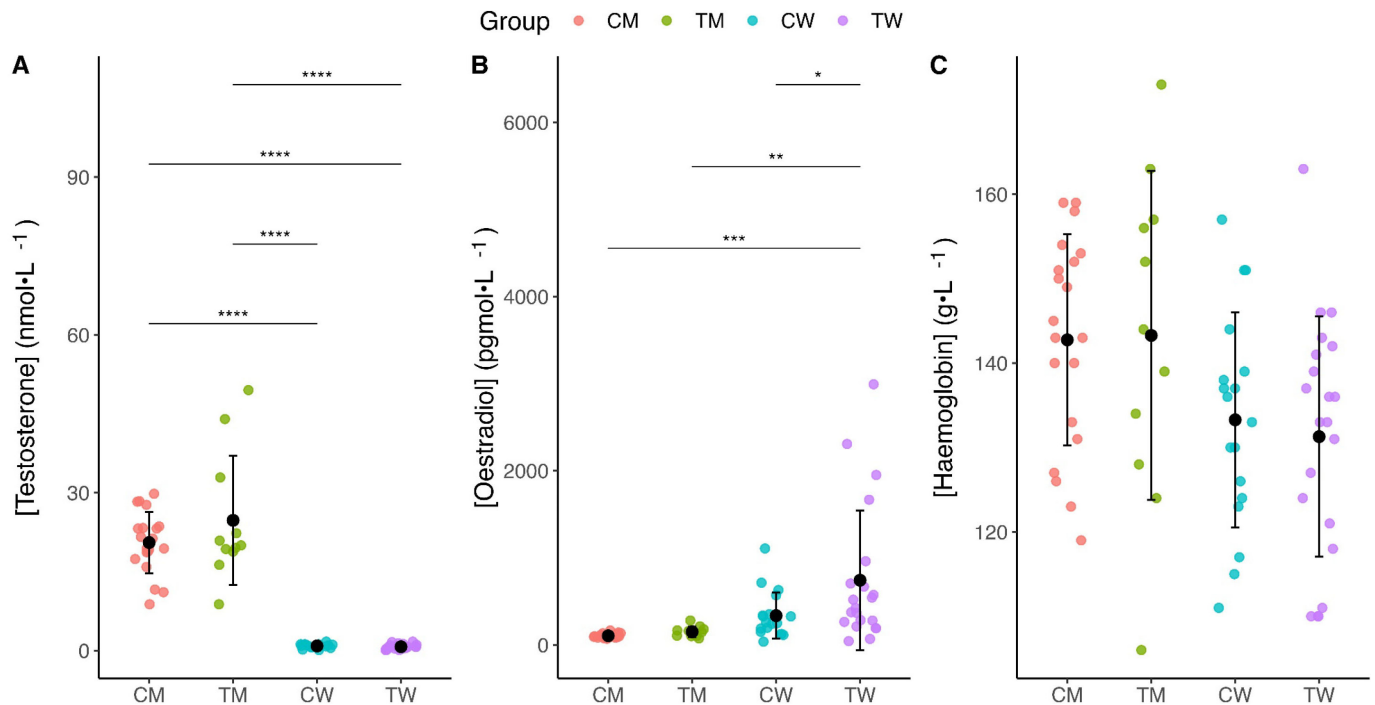 Group CM TM CW TW
A
[Testosterone] (nmol•L -1)
90
60
30
0
****
****
****
****
CM TM CW TW
B
[Oestradiol] (pgmol•L -1)
6000
4000
2000
0
*
**
***
CM TM CW TW
C
[Haemoglobin] (g•L -1)
160
140
120
CM TM CW TW